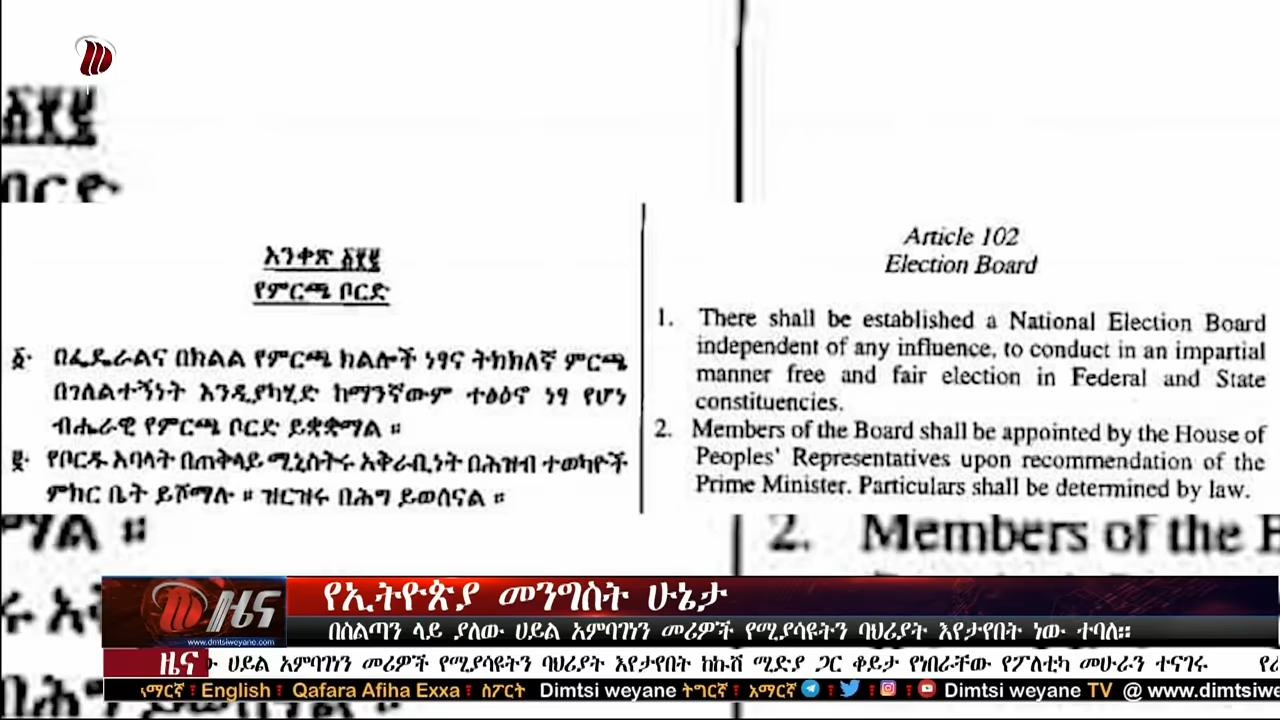 ፻፪
ቦርድ
አንቀጽ ፻፪
የምርጫ ቦርድ
፩· በፌዴራልና በክልል የምርጫ ክልሎች ነፃና ትክክለኛ ምርጫ
በገለልተኝነት እንዲያካሂድ ከማንኛውም ተፅዕኖ ነፃ የሆነ
ብሔራዊ የምርጫ ቦርድ ይቋቋማል ።
፪· የቦርዱ አባላት በጠቅላይ ሚኒስትሩ አቅራቢነት በሕዝብ ተወካዮች
ምክር ቤት ይሾማሉ ። ዝርዝሩ በሕግ ይወሰናል ።
Article 102
Election Board
1. There shall be established a National Election Board
independent of any influence, to conduct in an impartial
manner free and fair election in Federal and State
constituencies.
2. Members of the Board shall be appointed by the House of
Peoples' Representatives upon recommendation of the
Prime Minister. Particulars shall be determined by law.
2. Members of the
ዜና
www.dimtsiweyane.com
የኢትዮጵያ መንግስት ሁኔታ
በስልጣን ላይ ያለው ሀይል አምባገነን መሪዎች የሚያሳዩትን ባህሪያት እየታየበት ነው ተባለ።
ዜና ሀይል አምባገነን መሪዎች የሚያሳዩትን ባህሪያት እየታየበት ከኩሽ ሚድያ ጋር ቆይታ የነበራቸው የፖለቲካ መሁራን ተናገሩ
English Qafara Afiha Exxa ስፖርት Dimtsi weyane ትግርኛ አማርኛ Dimtsi weyane TV @ www.dimtsiwe